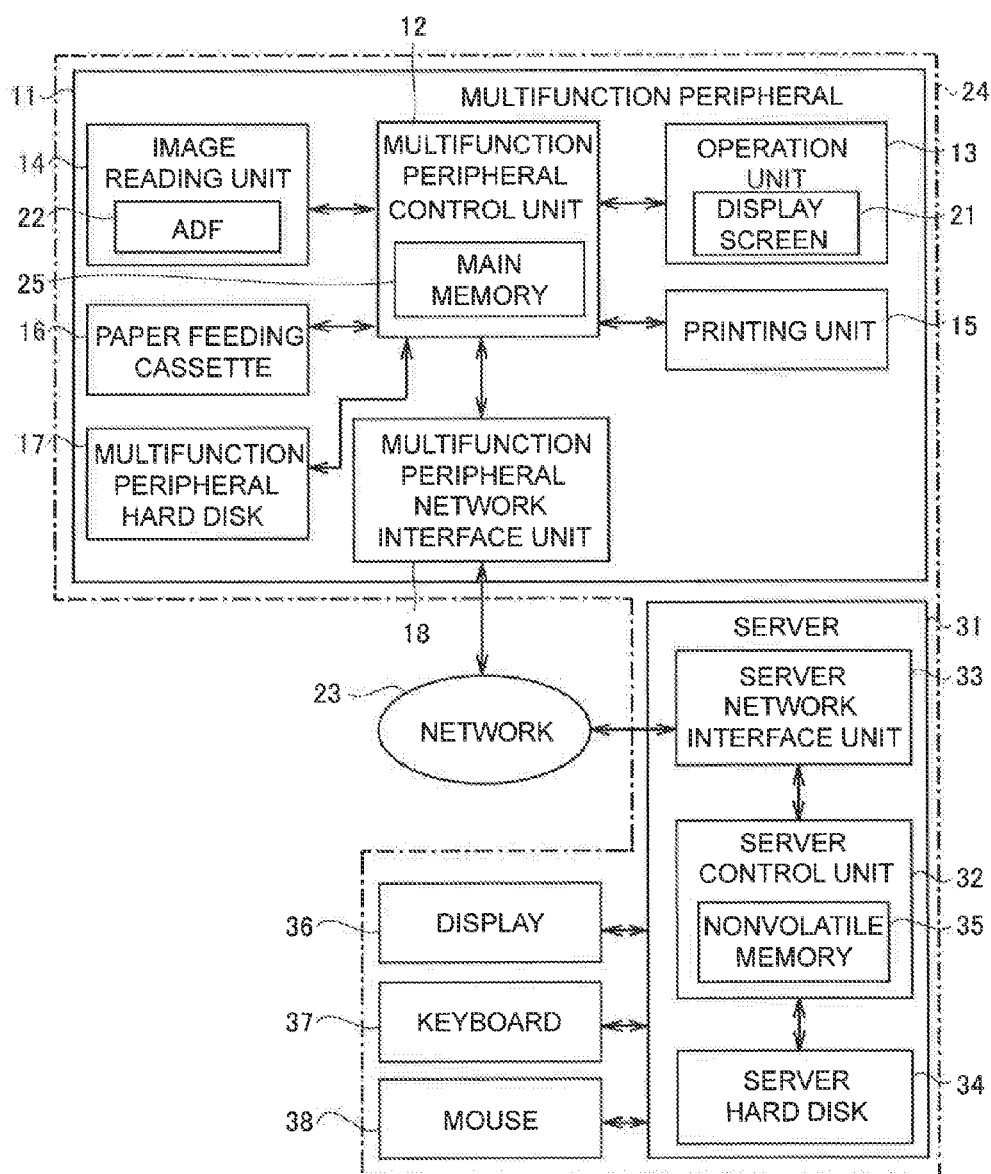 12
11
MULTIFUNCTION PERIPHERAL
24
14
IMAGE
READING UNIT
22
ADF
MULTIFUNCTION
PERIPHERAL
CONTROL UNIT
25
MAIN
MEMORY
OPERATION
UNIT
13
DISPLAY
SCREEN
21
16
PAPER FEEDING
CASSETTE
PRINTING UNIT
15
17
MULTIFUNCTION
PERIPHERAL
HARD DISK
MULTIFUNCTION
PERIPHERAL
NETWORK
INTERFACE UNIT
18
23
NETWORK
SERVER
31
SERVER
NETWORK
INTERFACE UNIT
33
SERVER
CONTROL UNIT
32
NONVOLATILE
MEMORY
35
36
DISPLAY
37
KEYBOARD
38
MOUSE
SERVER
HARD DISK
34